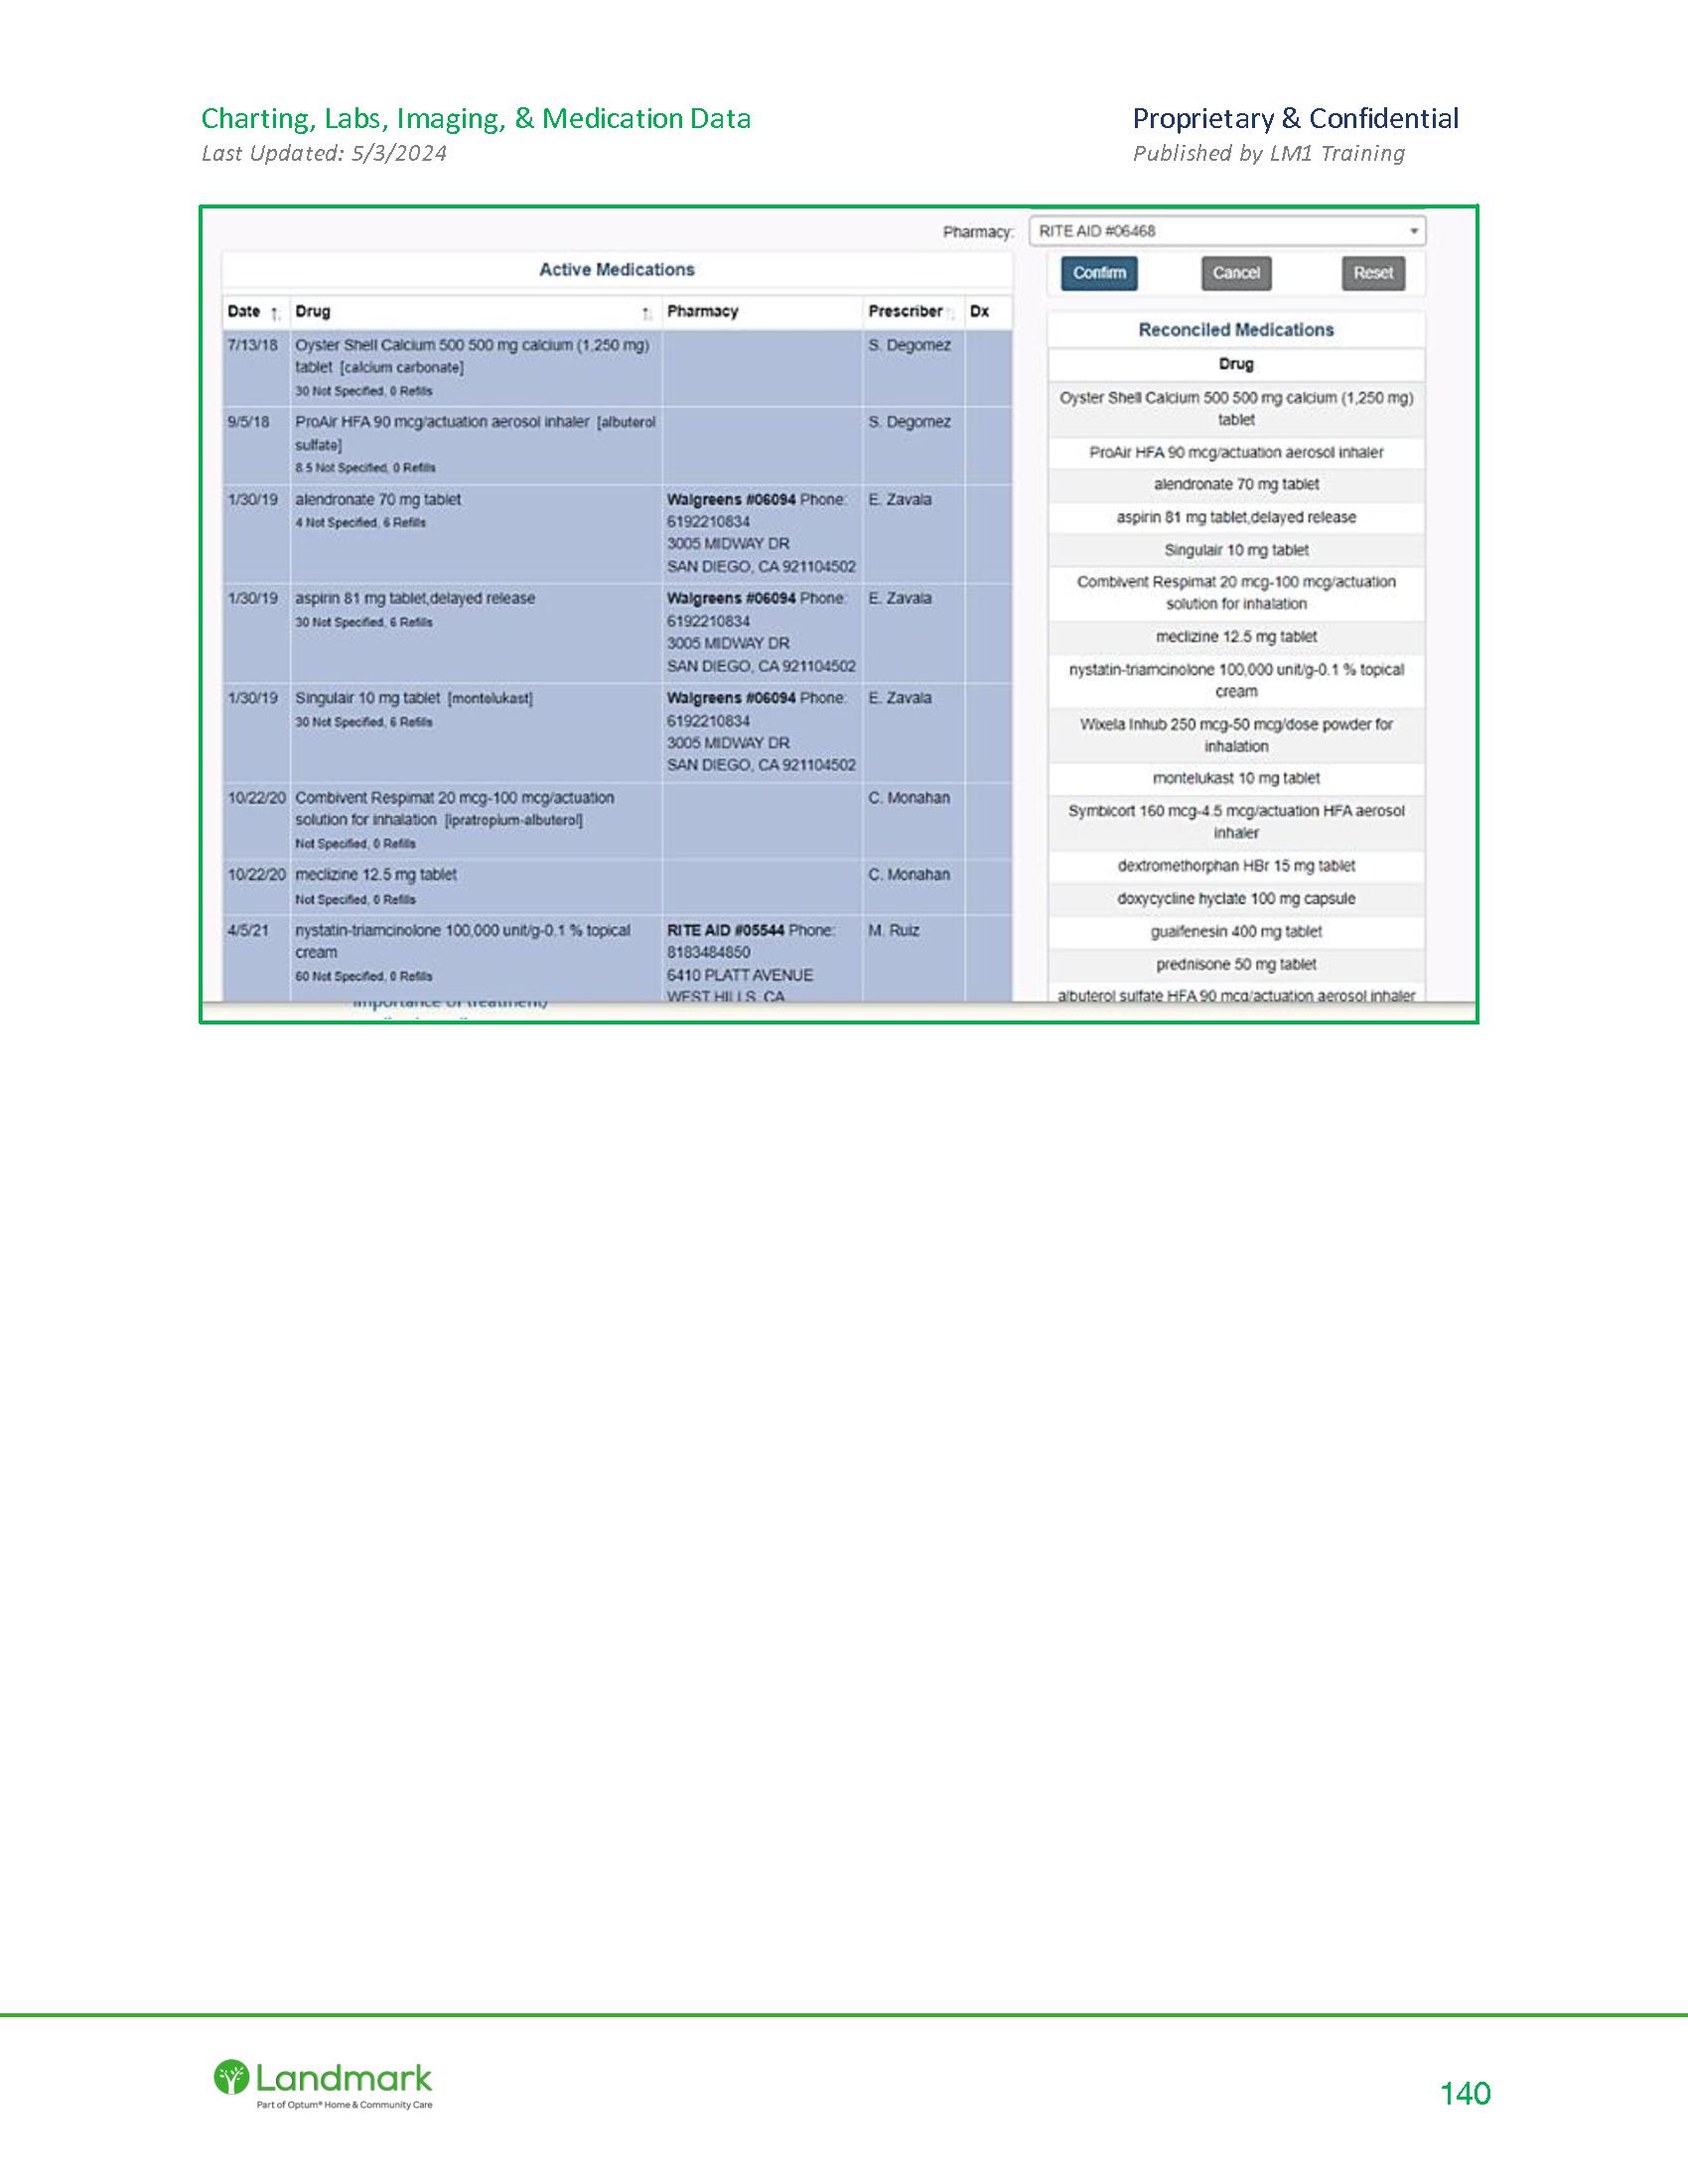 Charting, Labs, Imaging, & Medication Data
Last Updated: 5/3/2024
Proprietary & Confidential
Published by LM1 Training
Pharmacy: RITE AID #06468
Active Medications
Date Drug Pharmacy Prescriber Dx
7/13/18 Oyster Shell Calcium 500 500 mg calcium (1,250 mg) S. Degomez
tablet [calcium carbonate]
30 Not Specified, 0 Refills
9/5/18 ProAir HFA 90 mcg/actuation aerosol inhaler [albuterol S. Degomez
sulfate]
8.5 Not Specified, 0 Refills
1/30/19 alendronate 70 mg tablet Walgreens #06094 Phone: E. Zavala
4 Not Specified, 6 Refills 6192210834
3005 MIDWAY DR
SAN DIEGO, CA 921104502
1/30/19 aspirin 81 mg tablet,delayed release Walgreens #06094 Phone: E. Zavala
30 Not Specified, 6 Refills 6192210834
3005 MIDWAY DR
SAN DIEGO, CA 921104502
1/30/19 Singulair 10 mg tablet [montelukast] Walgreens #06094 Phone: E. Zavala
30 Not Specified, 6 Refills 6192210834
3005 MIDWAY DR
SAN DIEGO, CA 921104502
10/22/20 Combivent Respimat 20 mcg-100 mcg/actuation C. Monahan
solution for inhalation [ipratropium-albuterol]
Not Specified, 0 Refills
10/22/20 meclizine 12.5 mg tablet C. Monahan
Not Specified, 0 Refills
4/5/21 nystatin-triamcinolone 100,000 unit/g-0.1 % topical RITE AID #05544 Phone: M. Ruiz
cream 8183484850
60 Not Specified, 0 Refills 6410 PLATT AVENUE
WEST HILLS, CA
importance of treatment/
Confirm Cancel Reset
Reconciled Medications
Drug
Oyster Shell Calcium 500 500 mg calcium (1,250 mg)
tablet
ProAir HFA 90 mcg/actuation aerosol inhaler
alendronate 70 mg tablet
aspirin 81 mg tablet,delayed release
Singulair 10 mg tablet
Combivent Respimat 20 mcg-100 mcg/actuation
solution for inhalation
meclizine 12.5 mg tablet
nystatin-triamcinolone 100,000 unit/g-0.1 % topical
cream
Wixela Inhub 250 mcg-50 mcg/dose powder for
inhalation
montelukast 10 mg tablet
Symbicort 160 mcg-4.5 mcg/actuation HFA aerosol
inhaler
dextromethorphan HBr 15 mg tablet
doxycycline hyclate 100 mg capsule
guaifenesin 400 mg tablet
prednisone 50 mg tablet
albuterol sulfate HFA 90 mcg/actuation aerosol inhaler
Landmark
Part of Optum® Home & Community Care
140